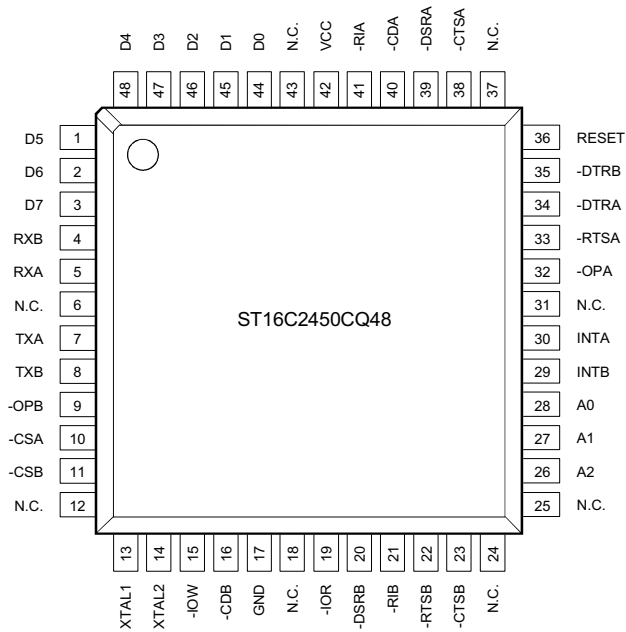 D4 D3 D2 D1 D0 N.C. VCC -RIA -CDA -DSRA -CTSA N.C.
48 47 46 45 44 43 42 41 40 39 38 37
D5 1 36 RESET
D6 2 35 -DTRB
D7 3 34 -DTRA
RXB 4 33 -RTSA
RXA 5 32 -OPA
N.C. 6 31 N.C.
ST16C2450CQ48
TXA 7 30 INTA
TXB 8 29 INTB
-OPB 9 28 A0
-CSA 10 27 A1
-CSB 11 26 A2
N.C. 12 25 N.C.
13 14 15 16 17 18 19 20 21 22 23 24
XTAL1 XTAL2 -IOW -CDB GND N.C. -IOR -DSRB -RIB -RTSB -CTSB N.C.